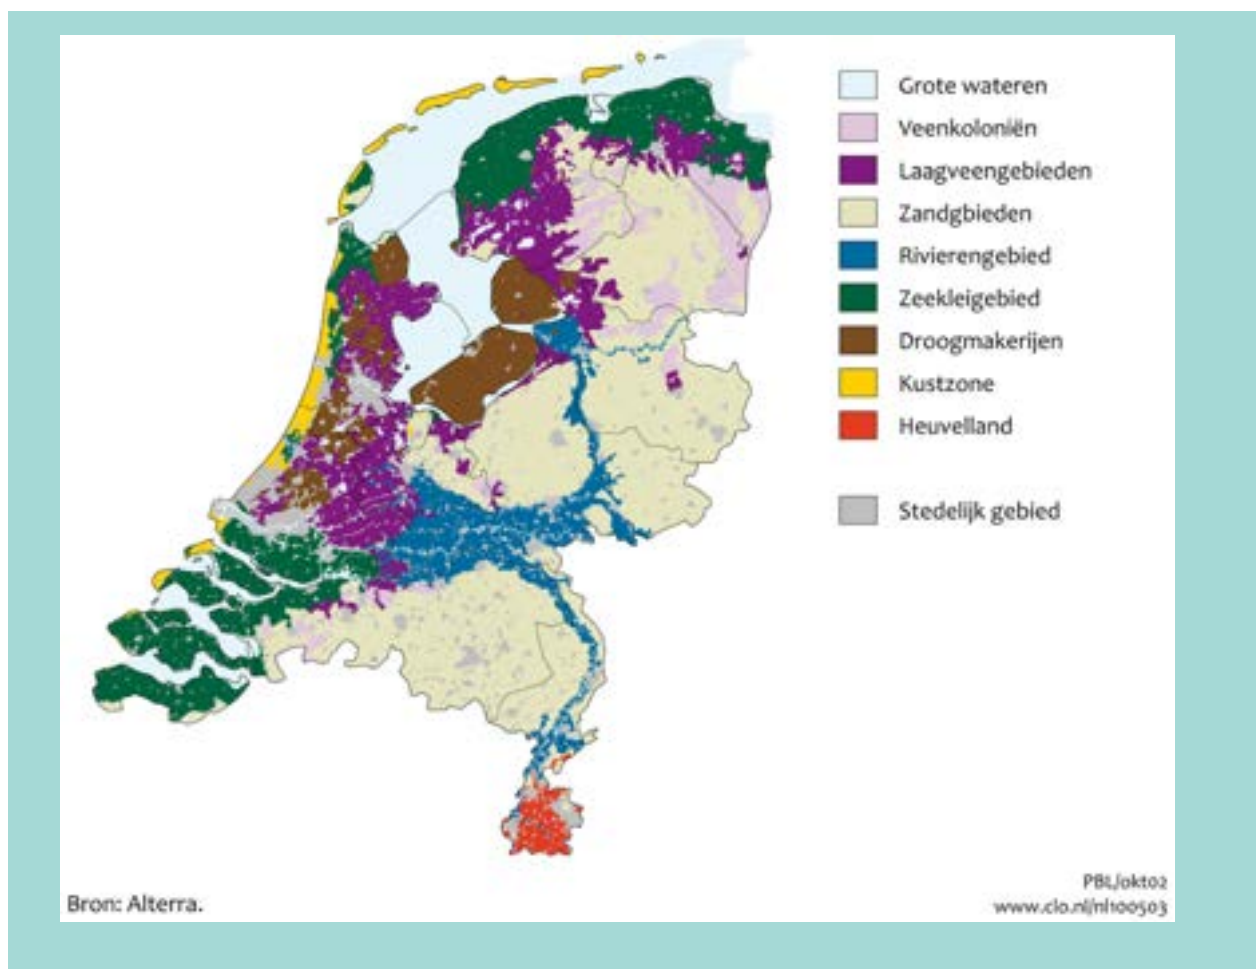 Grote wateren
Veenkoloniën
Laagveengebieden
Zandgbieden
Rivierengebied
Zeekleigebied
Droogmakerijen
Kustzone
Heuvelland
Stedelijk gebied
Bron: Alterra.
PBL/okt02
www.clo.nl/nl100503